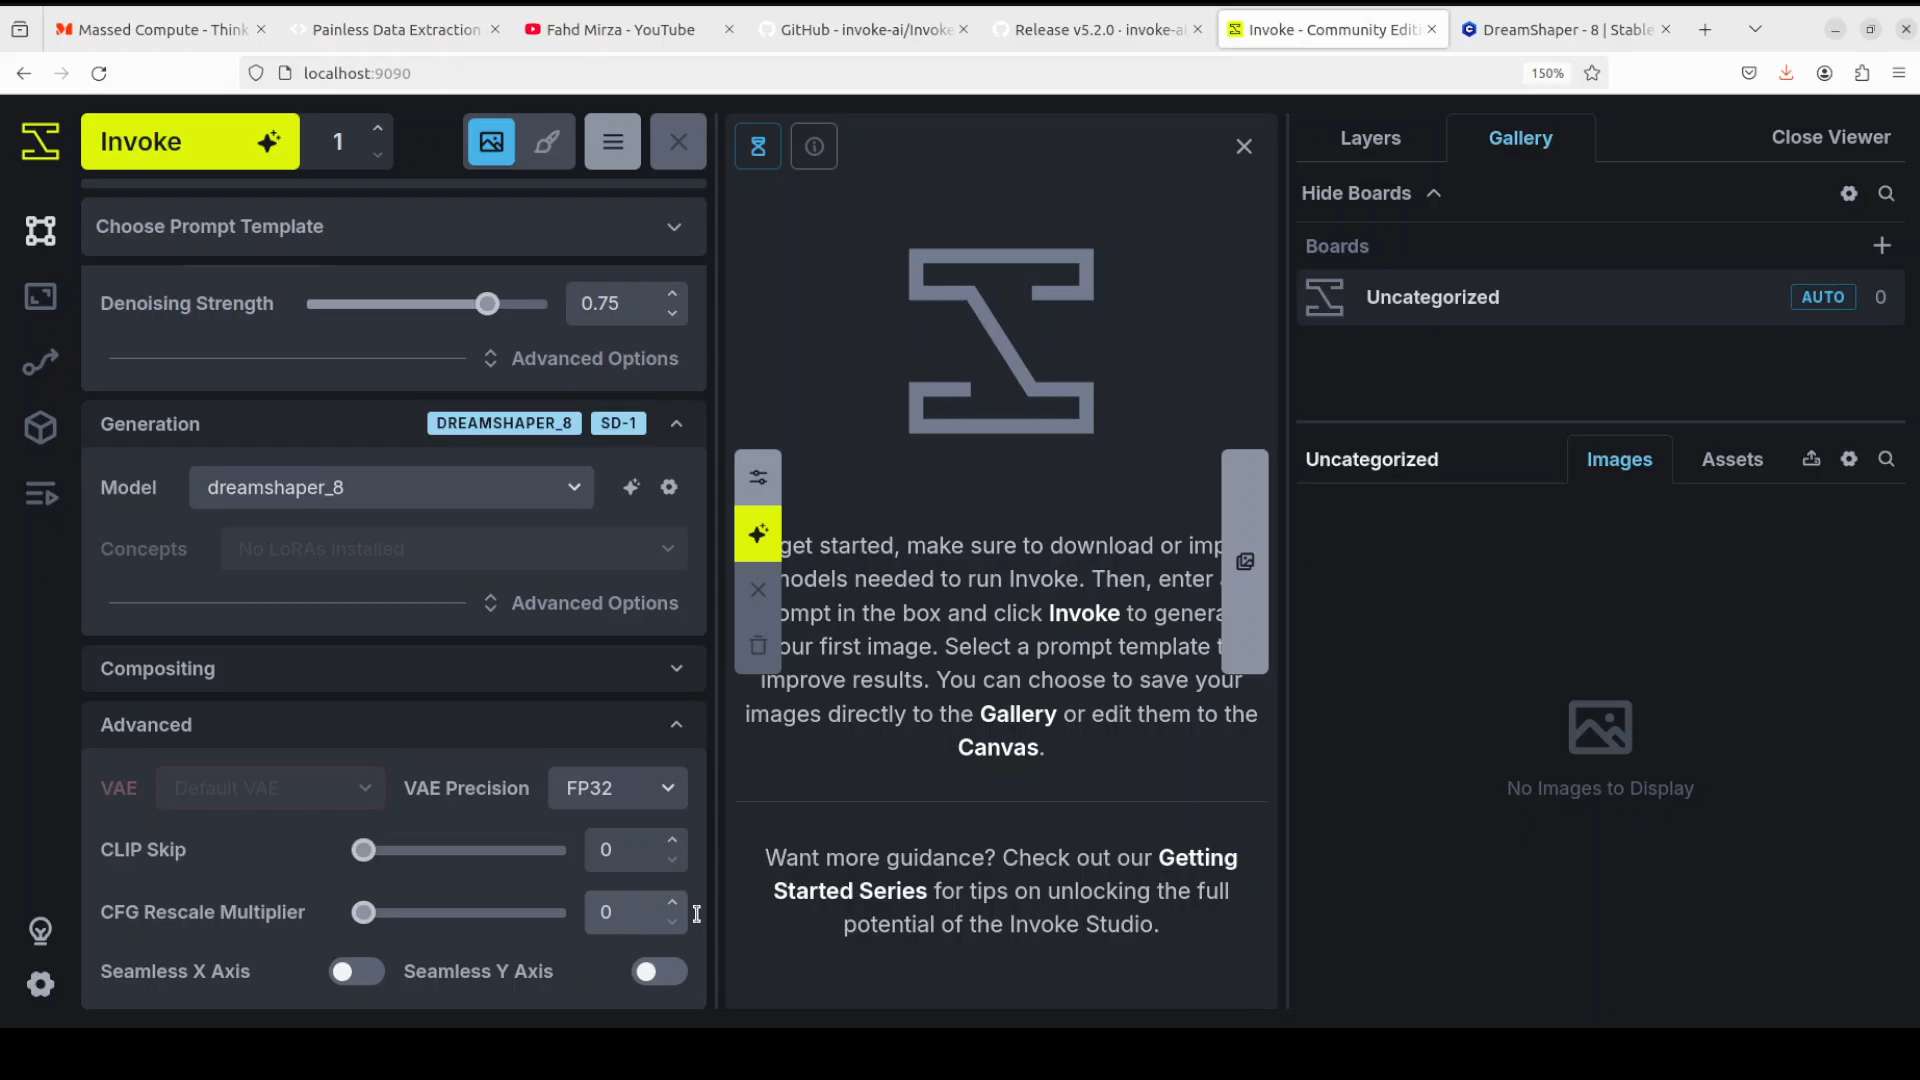 Massed Compute - Think
Painless Data Extraction
Fahd Mirza - YouTube
GitHub - invoke-ai/Invoke
Release v5.2.0 · invoke-ai
Invoke - Community Editi
DreamShaper - 8 | Stable
localhost:9090
150%
Invoke
1
Choose Prompt Template
Denoising Strength
0.75
Advanced Options
Generation
DREAMSHAPER_8
SD-1
Model
dreamshaper_8
Concepts
No LoRAs installed
Advanced Options
Compositing
Advanced
VAE
Default VAE
VAE Precision
FP32
CLIP Skip
0
CFG Rescale Multiplier
0
Seamless X Axis
Seamless Y Axis
get started, make sure to download or imp
odels needed to run Invoke. Then, enter
ompt in the box and click Invoke to genera
our first image. Select a prompt template t
improve results. You can choose to save your
images directly to the Gallery or edit them to the
Canvas.
Want more guidance? Check out our Getting
Started Series for tips on unlocking the full
potential of the Invoke Studio.
Layers
Gallery
Close Viewer
Hide Boards
Boards
Uncategorized
AUTO
0
Uncategorized
Images
Assets
No Images to Display